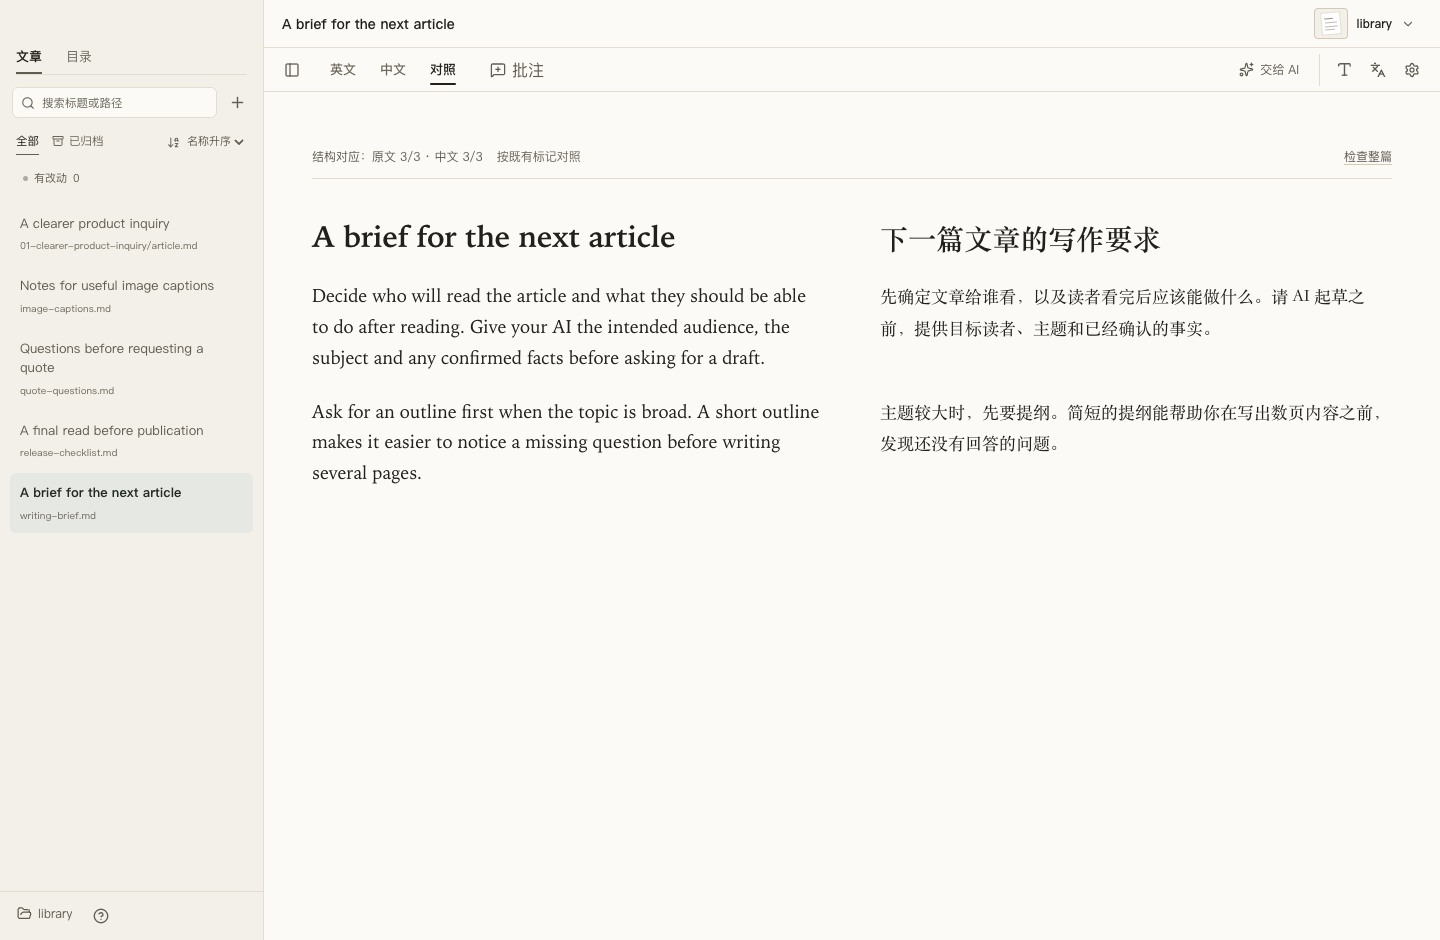 A brief for the next article
library
文章
目录
搜索标题或路径
全部
已归档
名称升序
有改动 0
A clearer product inquiry
01-clearer-product-inquiry/article.md
Notes for useful image captions
image-captions.md
Questions before requesting a
quote
quote-questions.md
A final read before publication
release-checklist.md
A brief for the next article
writing-brief.md
library
英文
中文
对照
批注
交给 AI
结构对应：原文 3/3 · 中文 3/3 按既有标记对照
检查整篇
A brief for the next article
Decide who will read the article and what they should be able
to do after reading. Give your AI the intended audience, the
subject and any confirmed facts before asking for a draft.
Ask for an outline first when the topic is broad. A short outline
makes it easier to notice a missing question before writing
several pages.
下一篇文章的写作要求
先确定文章给谁看，以及读者看完后应该能做什么。请 AI 起草之
前，提供目标读者、主题和已经确认的事实。
主题较大时，先要提纲。简短的提纲能帮助你在写出数页内容之前，
发现还没有回答的问题。